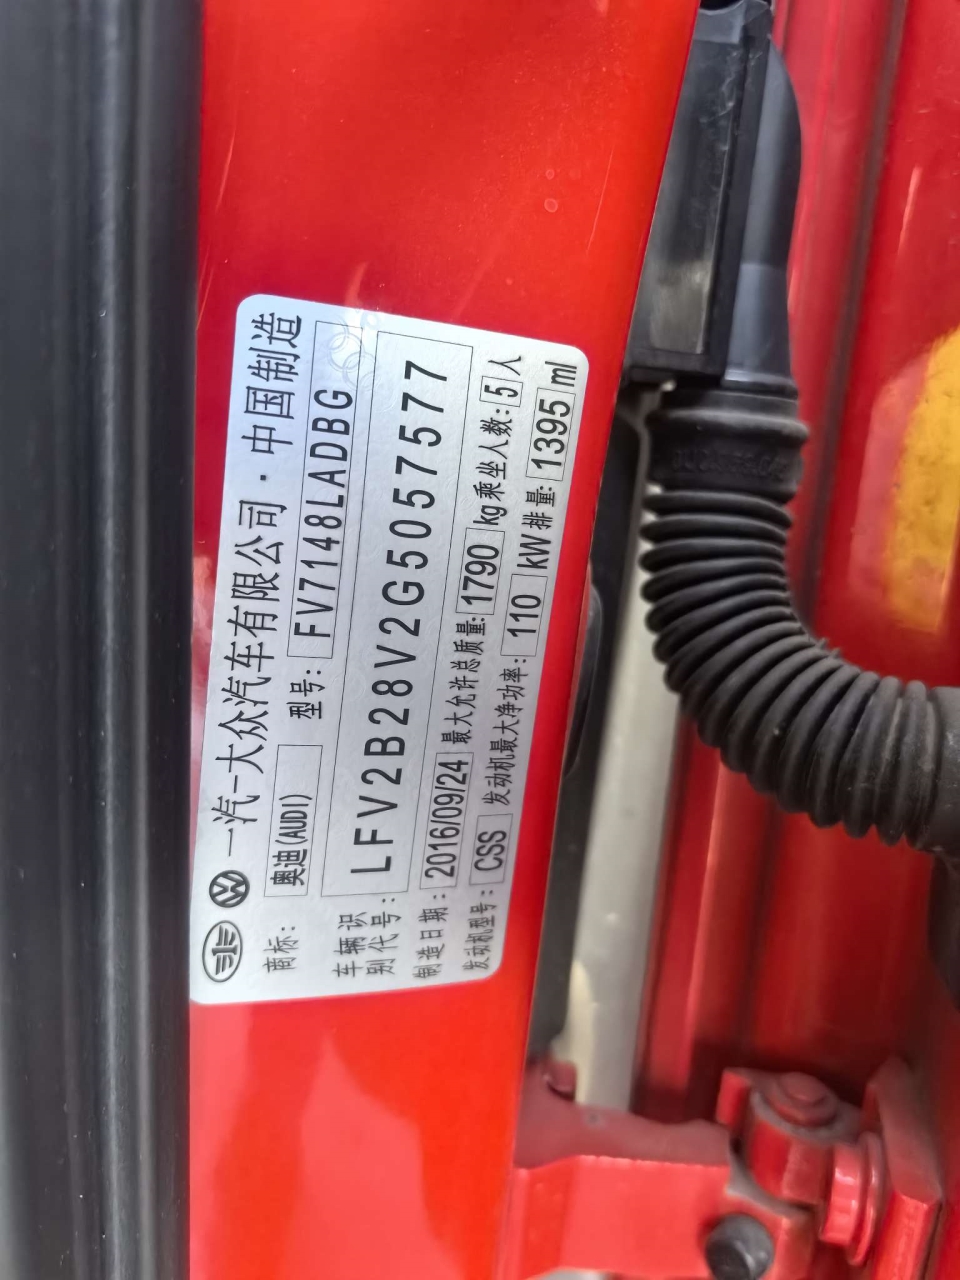 一汽-大众汽车有限公司·中国制造
商标: 奥迪(AUDI) 型号: FV7148LADBG
车辆识别代号: LFV2B28V2G5057577
制造日期: 2016/09/24 最大允许总质量: 1790 kg 乘坐人数: 5 人
发动机型号: CSS 发动机最大净功率: 110 kW 排量: 1395 ml